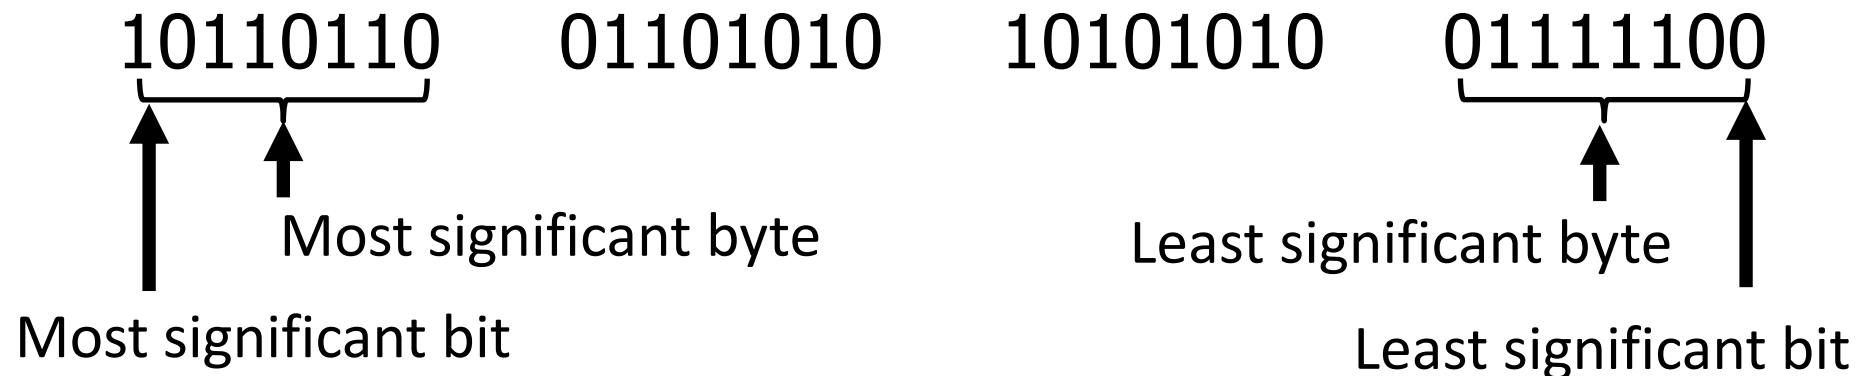 10110110 01101010 10101010 01111100
Most significant byte Least significant byte
Most significant bit Least significant bit